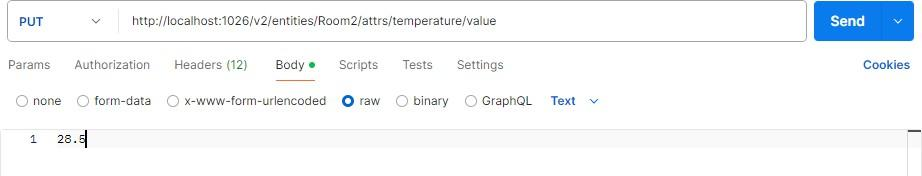 PUT http://localhost:1026/v2/entities/Room2/attrs/temperature/value Send
Params Authorization Headers (12) Body Scripts Tests Settings Cookies
none form-data x-www-form-urlencoded raw binary GraphQL Text
1 28.5